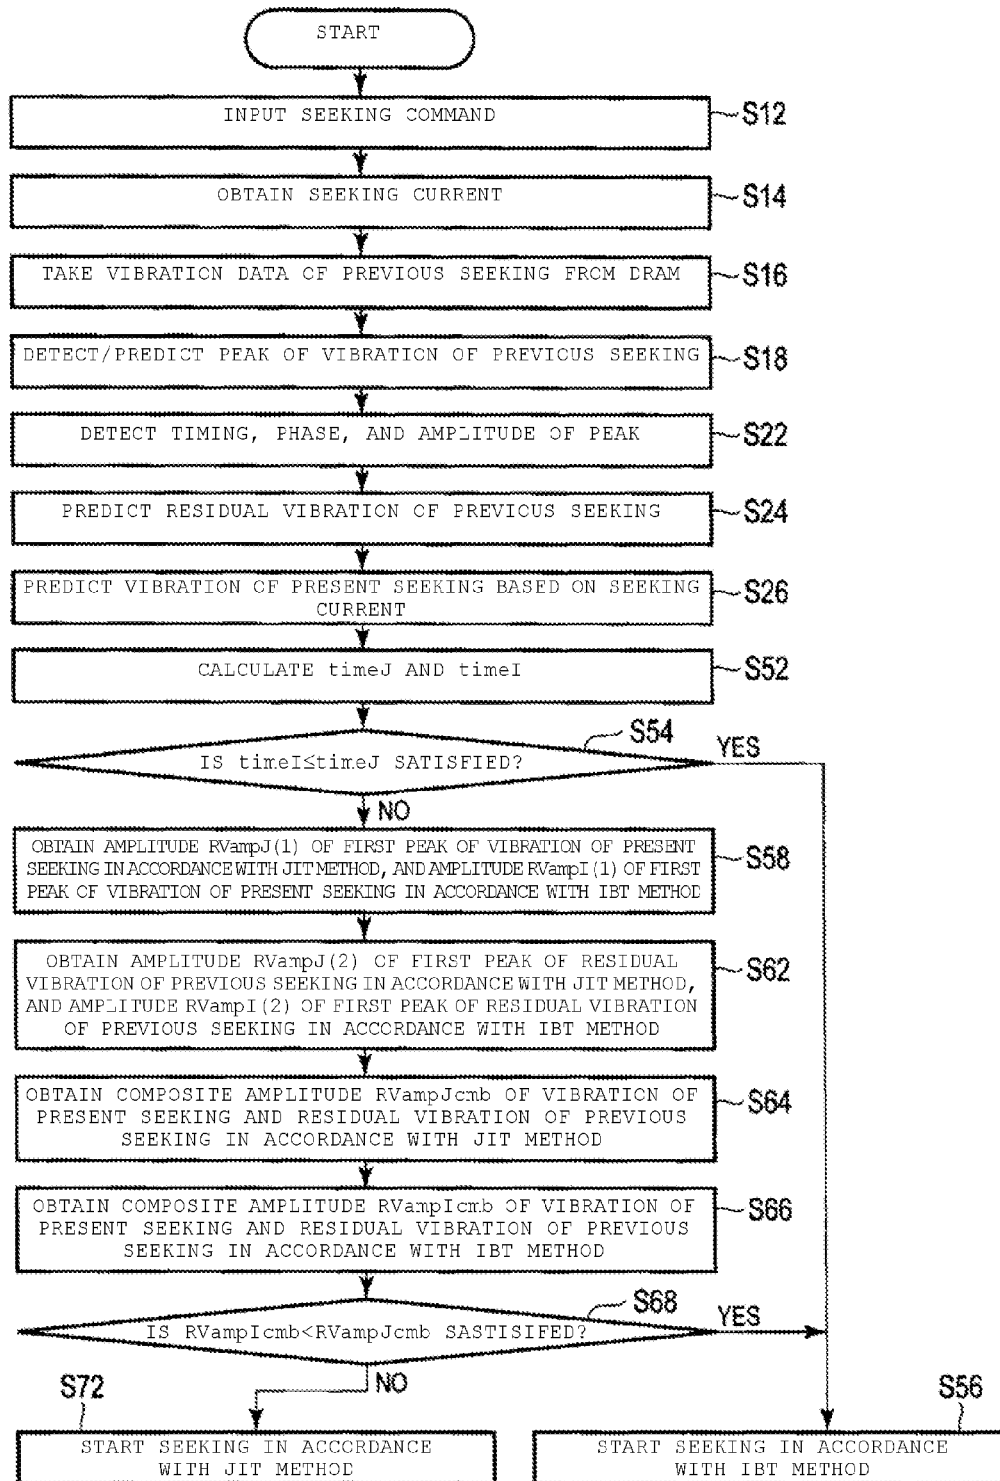 START
INPUT SEEKING COMMAND
S12
OBTAIN SEEKING CURRENT
S14
TAKE VIBRATION DATA OF PREVIOUS SEEKING FROM DRAM
S16
DETECT/PREDICT PEAK OF VIBRATION OF PREVIOUS SEEKING
S18
DETECT TIMING, PHASE, AND AMPLITUDE OF PEAK
S22
PREDICT RESIDUAL VIBRATION OF PREVIOUS SEEKING
S24
PREDICT VIBRATION OF PRESENT SEEKING BASED ON SEEKING
CURRENT
S26
CALCULATE timeJ AND timeI
S52
S54
IS timeI≤timeJ SATISFIED?
YES
NO
OBTAIN AMPLITUDE RVampJ(1) OF FIRST PEAK OF VIBRATION OF PRESENT
SEEKING IN ACCORDANCE WITH JIT METHOD, AND AMPLITUDE RVampI(1) OF FIRST
PEAK OF VIBRATION OF PRESENT SEEKING IN ACCORDANCE WITH IBT METHOD
S58
OBTAIN AMPLITUDE RVampJ(2) OF FIRST PEAK OF RESIDUAL
VIBRATION OF PREVIOUS SEEKING IN ACCORDANCE WITH JIT METHOD,
AND AMPLITUDE RVampI(2) OF FIRST PEAK OF RESIDUAL VIBRATION
OF PREVIOUS SEEKING IN ACCORDANCE WITH IBT METHOD
S62
OBTAIN COMPOSITE AMPLITUDE RVampJcmb OF VIBRATION OF
PRESENT SEEKING AND RESIDUAL VIBRATION OF PREVIOUS
SEEKING IN ACCORDANCE WITH JIT METHOD
S64
OBTAIN COMPOSITE AMPLITUDE RVampIcmb OF VIBRATION OF
PRESENT SEEKING AND RESIDUAL VIBRATION OF PREVIOUS
SEEKING IN ACCORDANCE WITH IBT METHOD
S66
S68
IS RVampIcmb<RVampJcmb SASTISIFED?
YES
NO
S72
START SEEKING IN ACCORDANCE
WITH JIT METHOD
S56
START SEEKING IN ACCORDANCE
WITH IBT METHOD